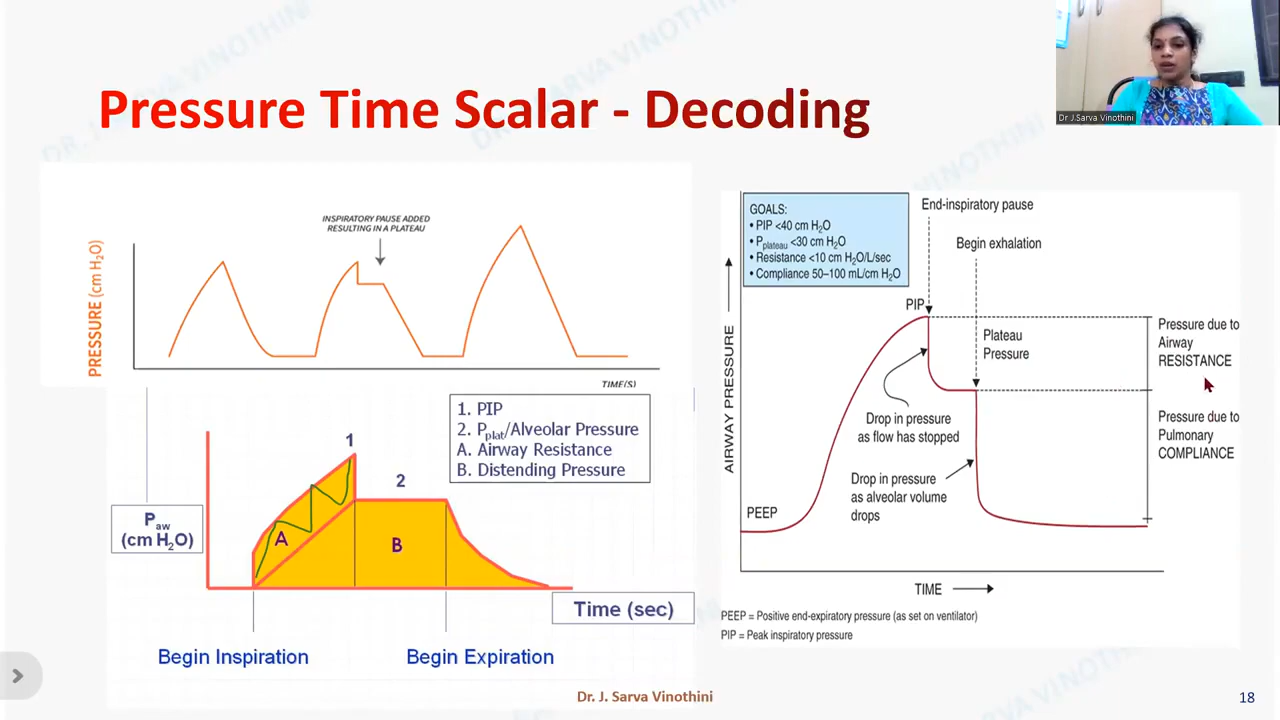 Pressure Time Scalar - Decoding
Dr J.Sarva Vinothini
INSPIRATORY PAUSE ADDED
RESULTING IN A PLATEAU
PRESSURE (cm H₂O)
TIME(S)
1. PIP
2. Pplat/Alveolar Pressure
A. Airway Resistance
B. Distending Pressure
1
2
A
B
Paw
(cm H₂O)
Time (sec)
Begin Inspiration
Begin Expiration
GOALS:
• PIP <40 cm H₂O
• Pplateau <30 cm H₂O
• Resistance <10 cm H₂O/L/sec
• Compliance 50–100 mL/cm H₂O
End-inspiratory pause
Begin exhalation
PIP
Plateau
Pressure
Pressure due to
Airway
RESISTANCE
Drop in pressure
as flow has stopped
Pressure due to
Pulmonary
COMPLIANCE
Drop in pressure
as alveolar volume
drops
AIRWAY PRESSURE
PEEP
TIME
PEEP = Positive end-expiratory pressure (as set on ventilator)
PIP = Peak inspiratory pressure
Dr. J. Sarva Vinothini
18